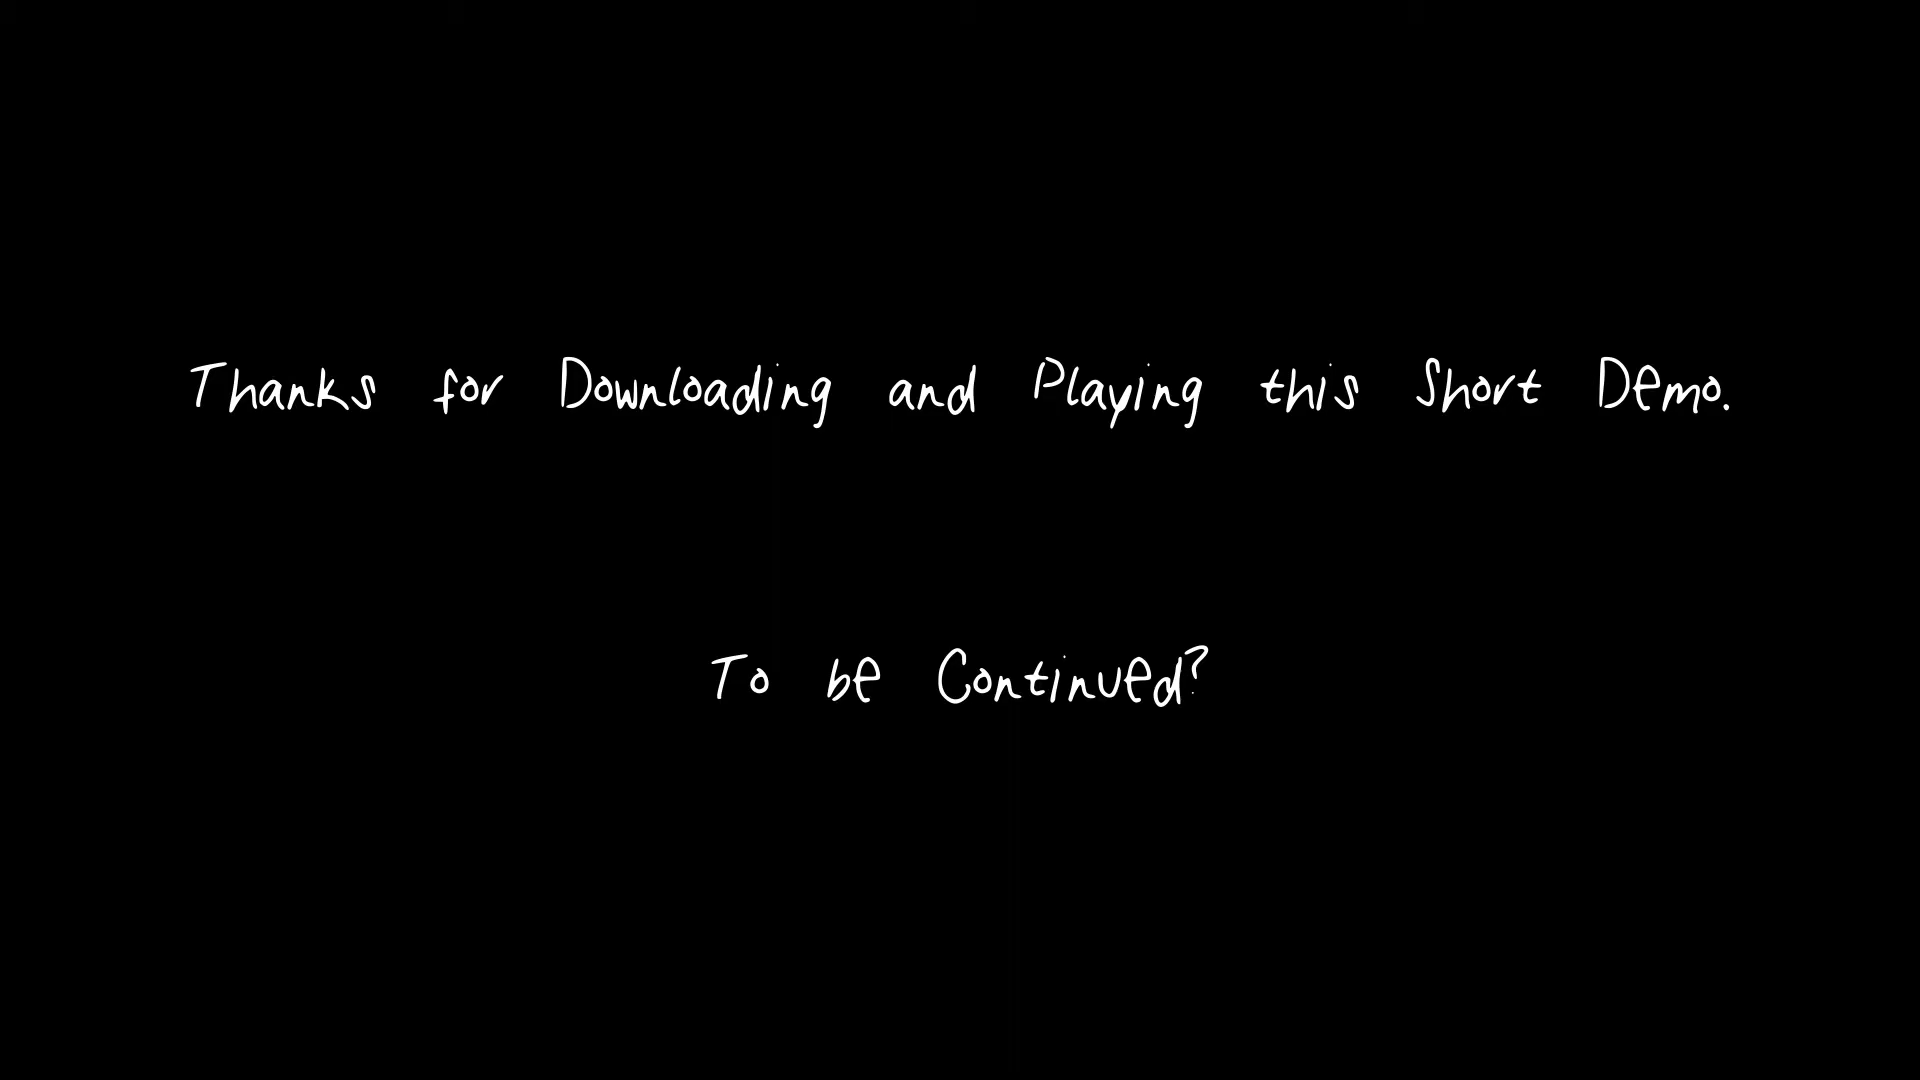 Thanks for Downloading and Playing this Short Demo.
To be Continued?